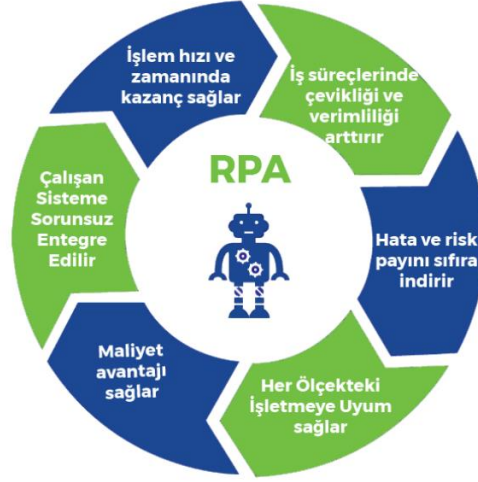 İşlem hızı ve
zamanında
kazanç sağlar
İş süreçlerinde
çevikliği ve
verimliliği
arttırır
Hata ve risk
payını sıfıra
indirir
Her Ölçekteki
İşletmeye Uyum
sağlar
Maliyet
avantajı
sağlar
Çalışan
Sisteme
Sorunsuz
Entegre
Edilir
RPA